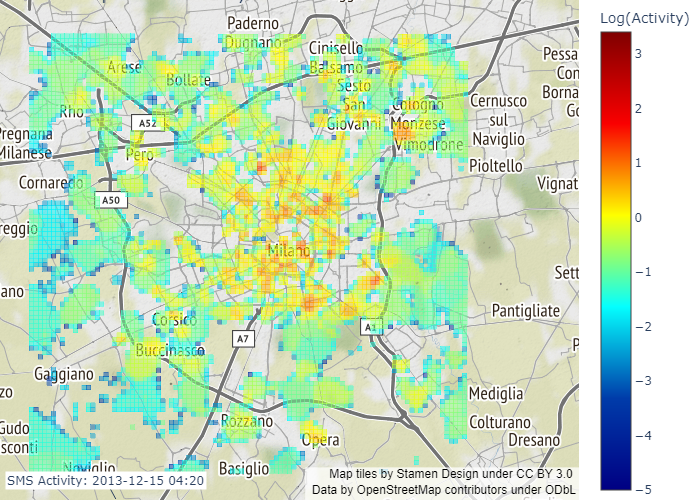 Log(Activity)
3
2
1
0
−1
−2
−3
−4
−5
Paderno
Dugnano
Cinisello
Balsamo
Sesto
San
Giovanni
Cologno
Monzese
Vimodrone
Cernusco
sul
Naviglio
Pioltello
Pessa
Con
Borna
Go
Vignat
Arese
Bollate
Rho
A52
Pero
Pregnana
Milanese
Cornaredo
A50
reggio
Milano
ano
Sett
Pantigliate
Corsico
A7
A1
Buccinasco
P
Gaggiano
zo
Mediglia
Colturano
Dresano
Gudo
sconti
Rozzano
Opera
Basiglio
Noviglio
SMS Activity: 2013-12-15 04:20
Map tiles by Stamen Design under CC BY 3.0
Data by OpenStreetMap contributors under ODbL